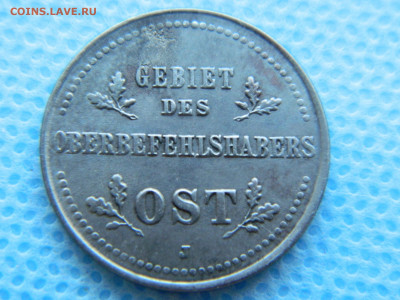 COINS.LAVE.RU
GEBIET
DES
OBERBEFEHLSHABERS
OST
J